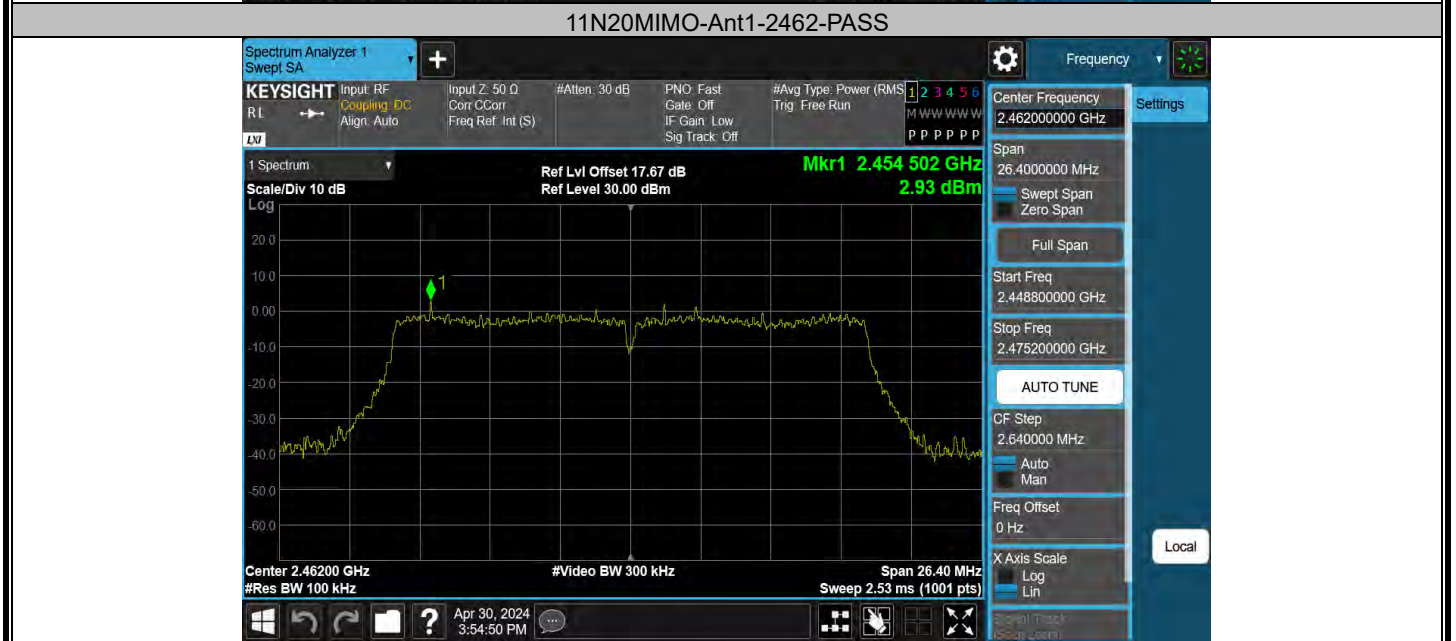 11N20MIMO-Ant1-2462-PASS
Spectrum Analyzer 1
Swept SA
+
Frequency
KEYSIGHT
RL
LXI
Input: RF
Coupling: DC
Align: Auto
Input Z: 50 Ω
Corr CCorr
Freq Ref: Int (S)
#Atten: 30 dB
PNO: Fast
Gate: Off
IF Gain: Low
Sig Track: Off
#Avg Type: Power (RMS
Trig: Free Run
1 2 3 4 5 6
M W W W W W
P P P P P P
1 Spectrum
Scale/Div 10 dB
Log
Ref Lvl Offset 17.67 dB
Ref Level 30.00 dBm
Mkr1 2.454 502 GHz
2.93 dBm
1
20.0
10.0
0.00
-10.0
-20.0
-30.0
-40.0
-50.0
-60.0
Center 2.46200 GHz
#Res BW 100 kHz
#Video BW 300 kHz
Span 26.40 MHz
Sweep 2.53 ms (1001 pts)
Center Frequency
2.462000000 GHz
Settings
Span
26.4000000 MHz
Swept Span
Zero Span
Full Span
Start Freq
2.448800000 GHz
Stop Freq
2.475200000 GHz
AUTO TUNE
CF Step
2.640000 MHz
Auto
Man
Freq Offset
0 Hz
X Axis Scale
Log
Lin
Signal Track
(Span Zoom)
Local
?
Apr 30, 2024
3:54:50 PM